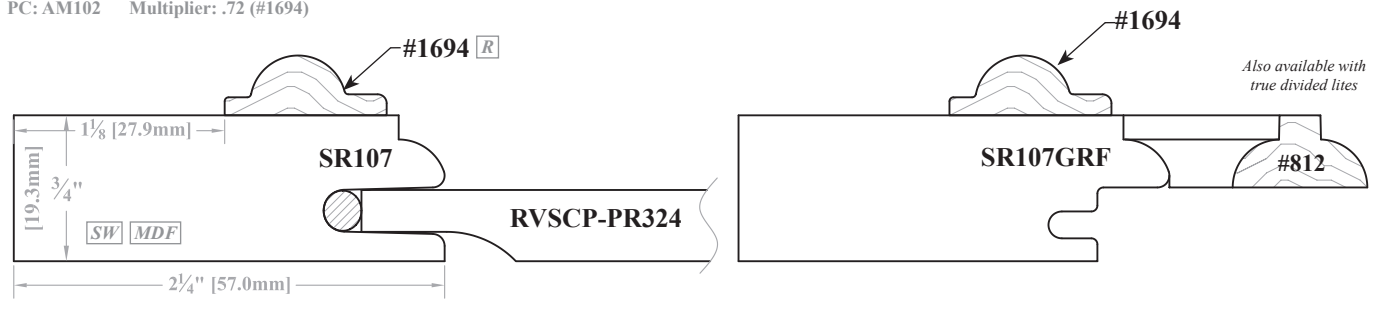 PC: AM102 Multiplier: .72 (#1694)
#1694 R
1⅛ [27.9mm]
SR107
[19.3mm]
¾"
SW MDF
RVSCP-PR324
2¼" [57.0mm]
#1694
Also available with
true divided lites
SR107GRF
#812